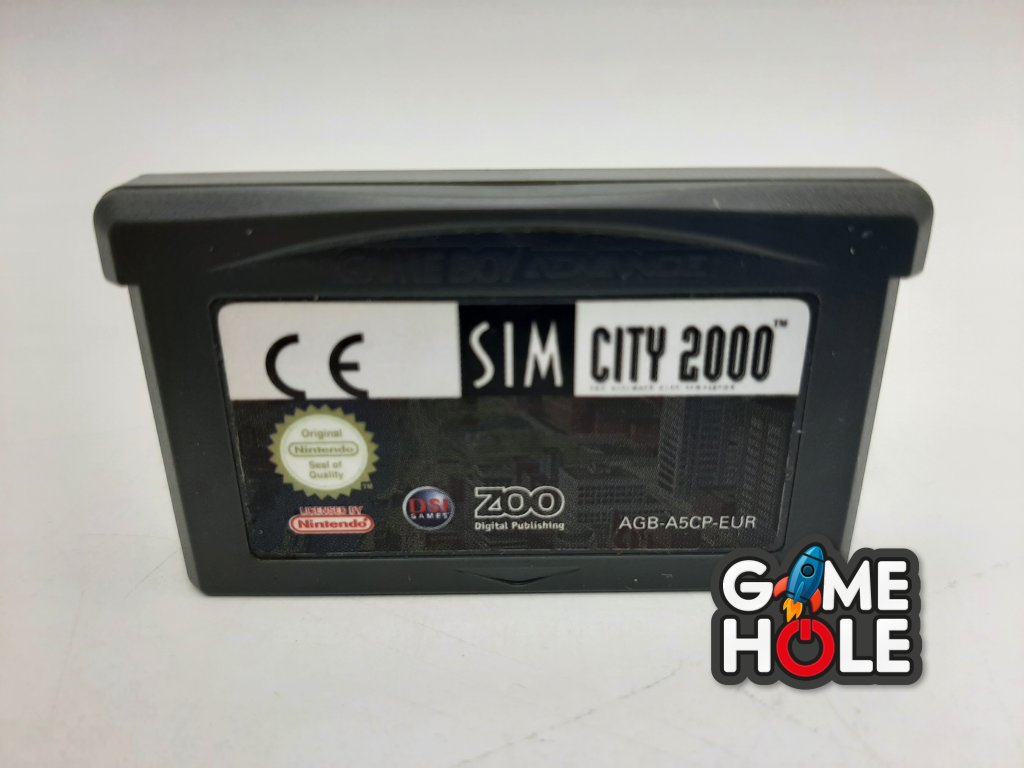 GAME BOY ADVANCE
CE
SIM CITY 2000™
Original
Nintendo
Seal of
Quality
TM
LICENSED BY
Nintendo
DSI
GAMES
ZOO
Digital Publishing
AGB-A5CP-EUR
GAME
HOLE